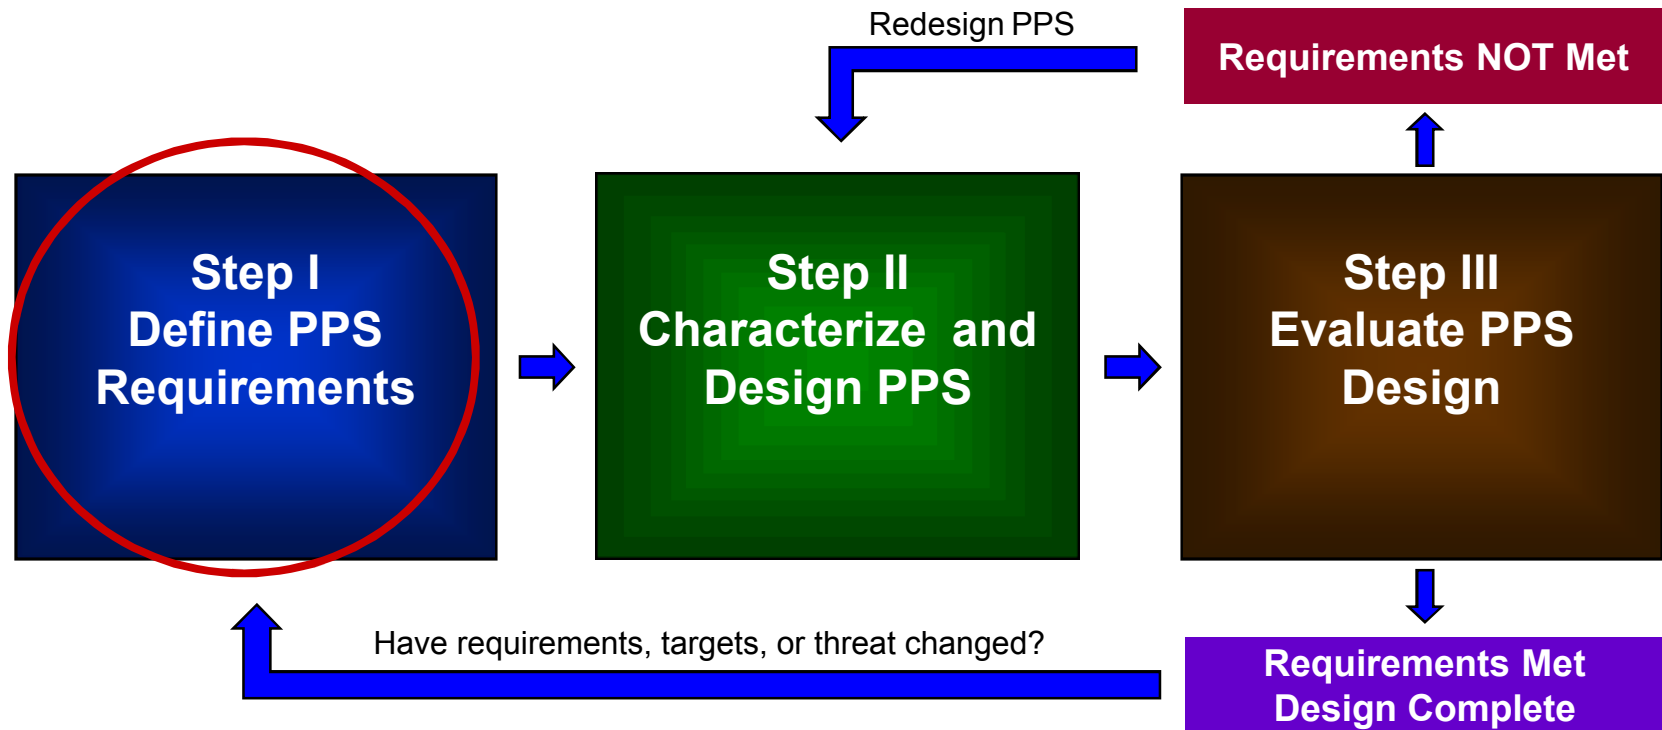 Redesign PPS
Requirements NOT Met
Step I
Define PPS
Requirements
Step II
Characterize and
Design PPS
Step III
Evaluate PPS
Design
Have requirements, targets, or threat changed?
Requirements Met
Design Complete